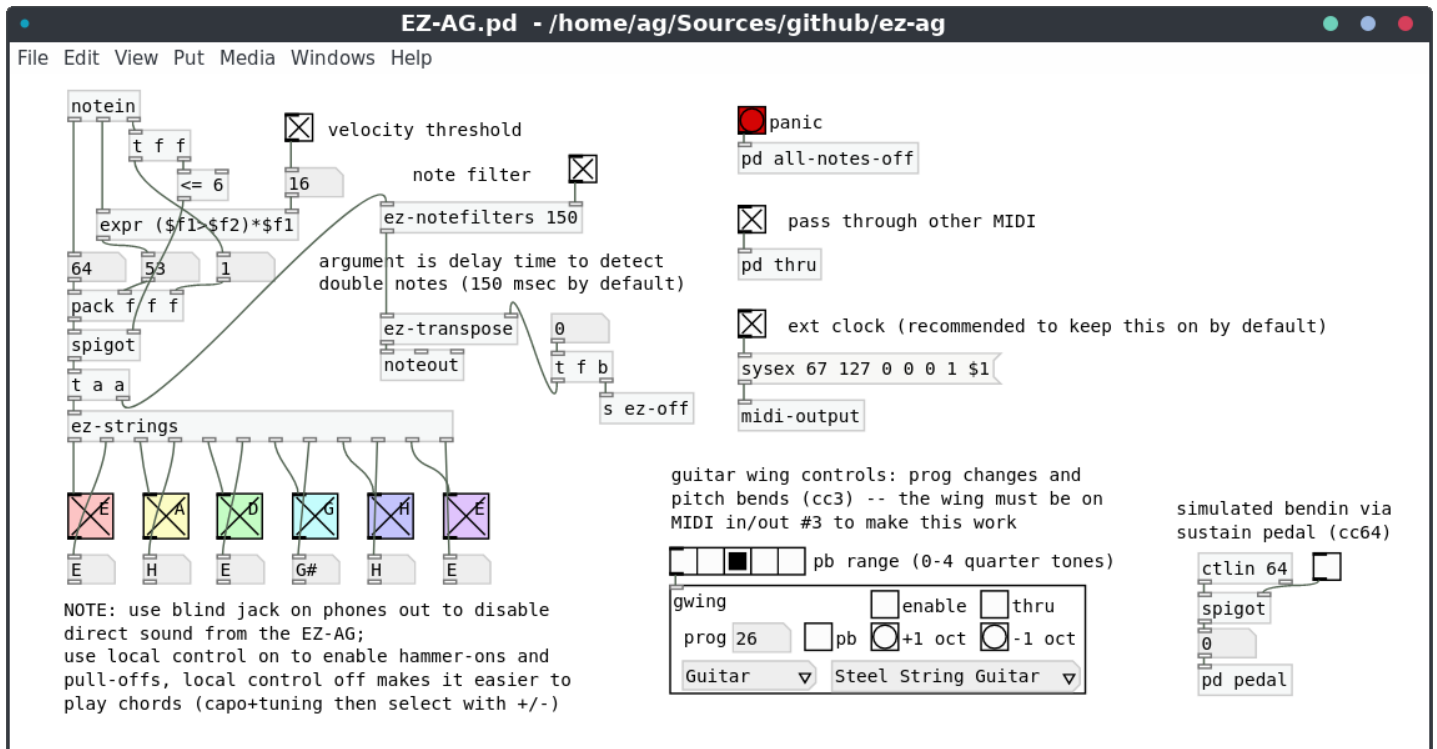 EZ-AG.pd - /home/ag/Sources/github/ez-ag
File Edit View Put Media Windows Help
notein
t f f
<= 6
velocity threshold
16
note filter
expr ($f1>$f2)*$f1
ez-notefilters 150
64
53
1
argument is delay time to detect
double notes (150 msec by default)
pack f f f
spigot
t a a
ez-transpose
noteout
0
t f b
s ez-off
ez-strings
E
A
D
G
H
E
E
H
E
G#
H
E
NOTE: use blind jack on phones out to disable
direct sound from the EZ-AG;
use local control on to enable hammer-ons and
pull-offs, local control off makes it easier to
play chords (capo+tuning then select with +/-)
panic
pd all-notes-off
pass through other MIDI
pd thru
ext clock (recommended to keep this on by default)
sysex 67 127 0 0 0 1 $1
midi-output
guitar wing controls: prog changes and
pitch bends (cc3) -- the wing must be on
MIDI in/out #3 to make this work
pb range (0-4 quarter tones)
gwing
enable
thru
prog 26
pb
+1 oct
-1 oct
Guitar
Steel String Guitar
simulated bendin via
sustain pedal (cc64)
ctlin 64
spigot
0
pd pedal